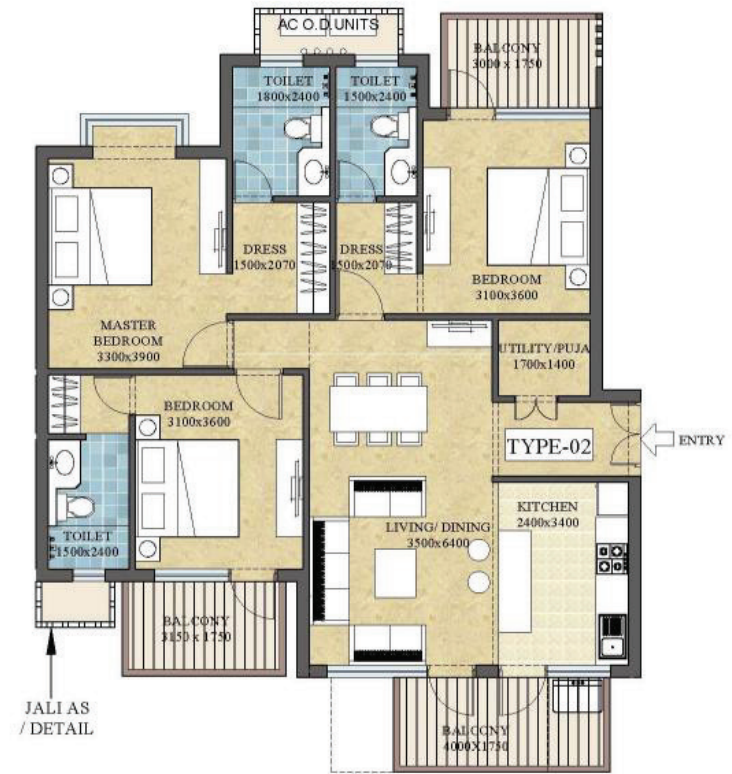 AC O.D.UNITS
BALCONY
3000 x 1750
TOILET
1800x2400
TOILET
1500x2400
DRESS
1500x2070
DRESS
1500x2070
BEDROOM
3100x3600
MASTER
BEDROOM
3300x3900
UTILITY/PUJA
1700x1400
BEDROOM
3100x3600
TYPE-02
ENTRY
KITCHEN
2400x3400
LIVING/ DINING
3500x6400
TOILET
1500x2400
BALCONY
3150 x 1750
JALI AS
/ DETAIL
BALCONY
4000X1750